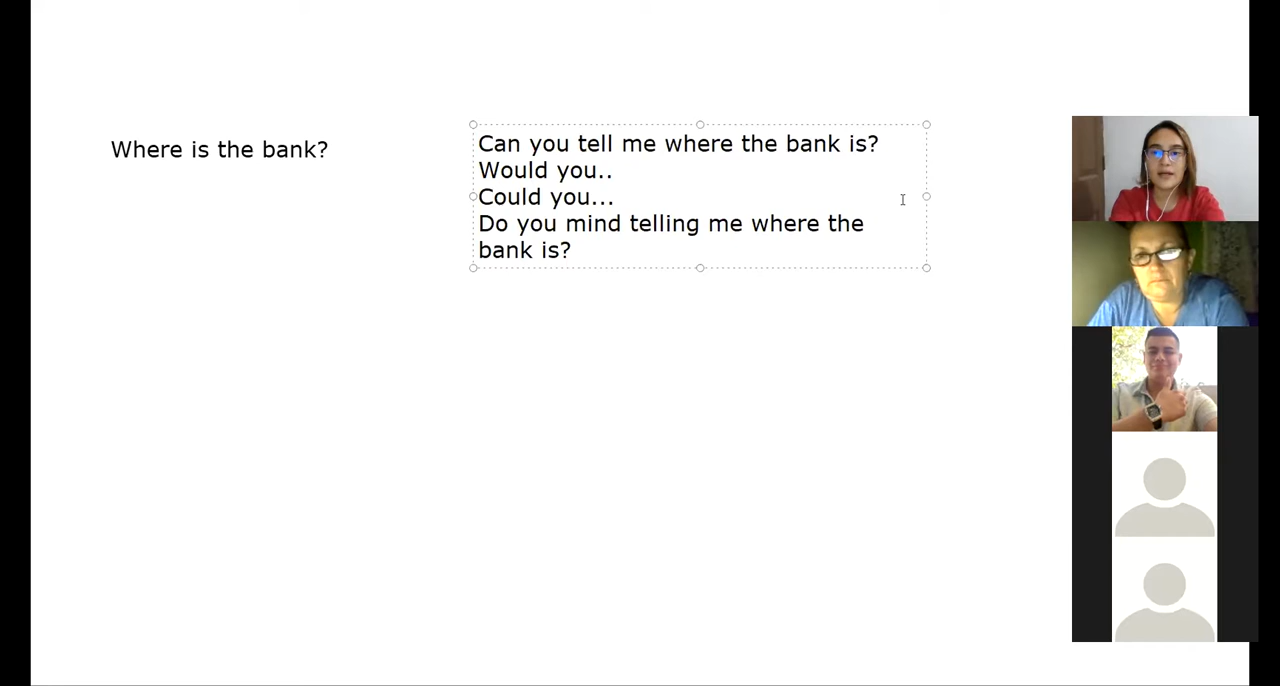 Where is the bank?
Can you tell me where the bank is?
Would you..
Could you...
Do you mind telling me where the
bank is?